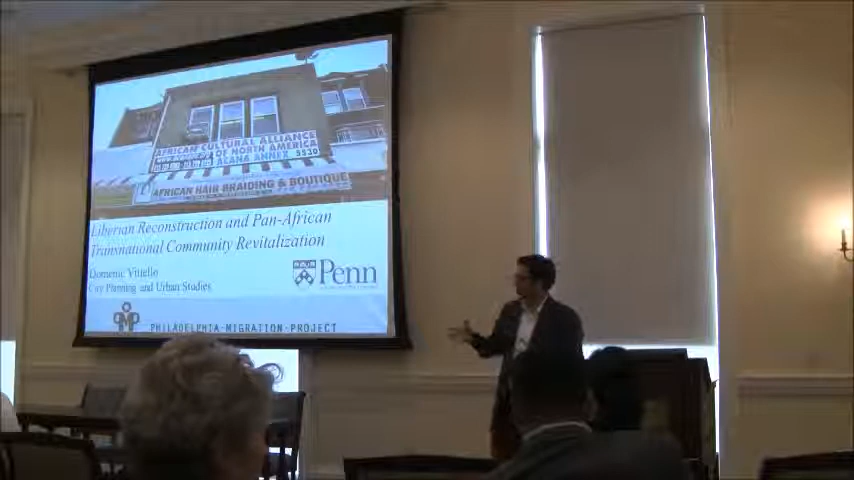 AFRICAN CULTURAL ALLIANCE
OF NORTH AMERICA
ACANA ANNEX 5530
AFRICAN HAIR BRAIDING & BOUTIQUE
Liberian Reconstruction and Pan-African
Transnational Community Revitalization
Domenic Vitiello
City Planning and Urban Studies
Penn
PHILADELPHIA-MIGRATION-PROJECT